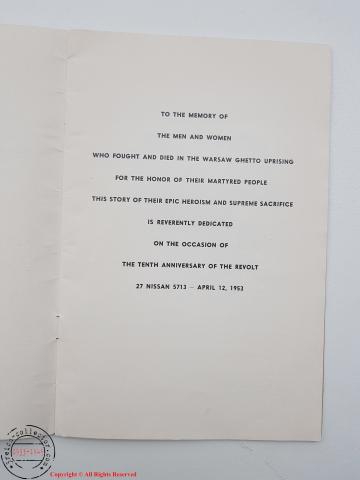 TO THE MEMORY OF
THE MEN AND WOMEN
WHO FOUGHT AND DIED IN THE WARSAW GHETTO UPRISING
FOR THE HONOR OF THEIR MARTYRED PEOPLE
THIS STORY OF THEIR EPIC HEROISM AND SUPREME SACRIFICE
IS REVERENTLY DEDICATED
ON THE OCCASION OF
THE TENTH ANNIVERSARY OF THE REVOLT
27 NISSAN 5713 — APRIL 12, 1953
1933-1945
Copyright © All Rights Reserved